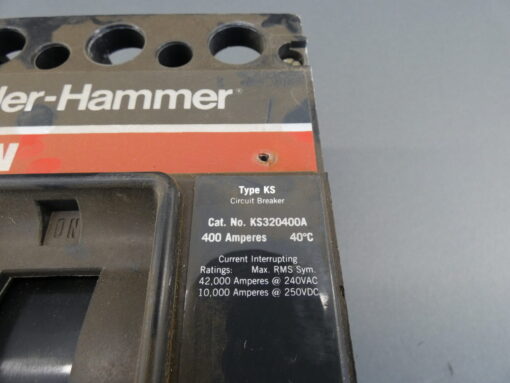 ler-Hammer®
Type KS
Circuit Breaker
Cat. No. KS320400A
400 Amperes 40°C
Current Interrupting
Ratings: Max. RMS Sym.
42,000 Amperes @ 240VAC
10,000 Amperes @ 250VDC
ON